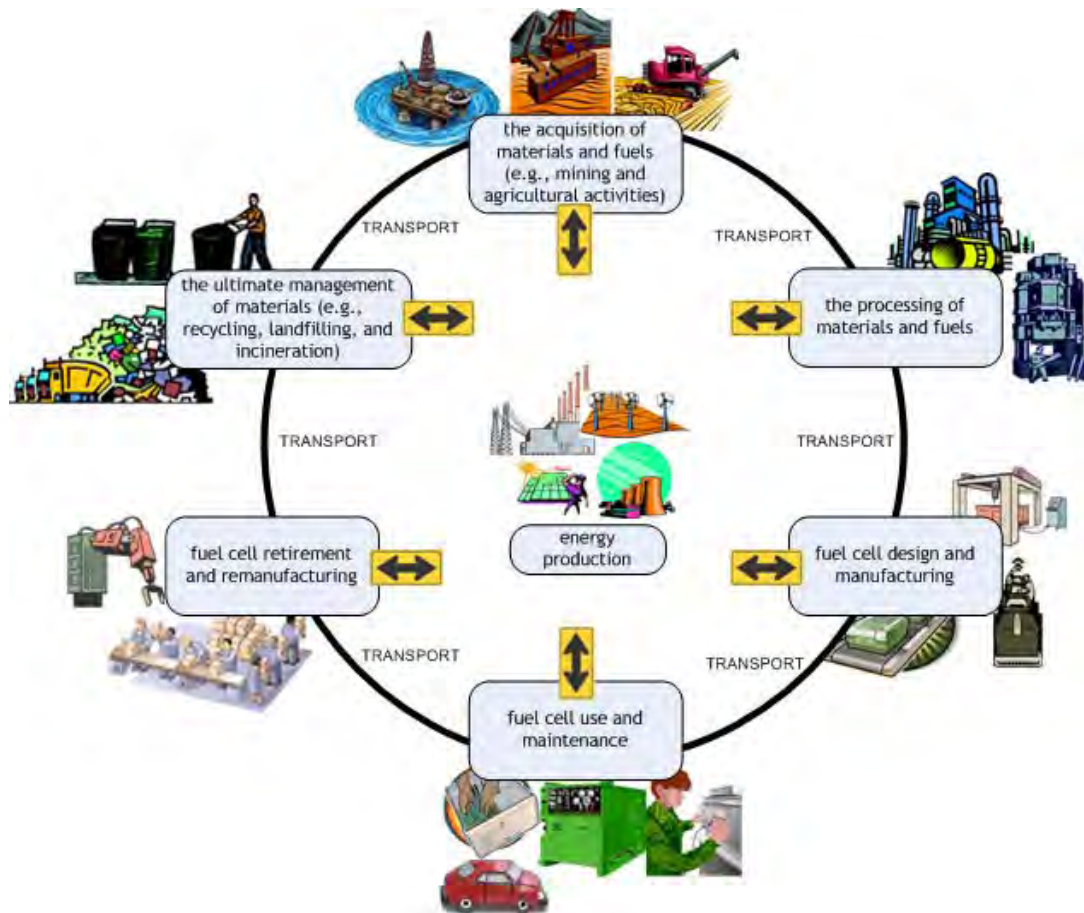 the acquisition of
materials and fuels
(e.g., mining and
agricultural activities)
TRANSPORT
TRANSPORT
the ultimate management
of materials (e.g.,
recycling, landfilling, and
incineration)
the processing of
materials and fuels
TRANSPORT
TRANSPORT
energy
production
fuel cell retirement
and remanufacturing
fuel cell design and
manufacturing
TRANSPORT
TRANSPORT
fuel cell use and
maintenance